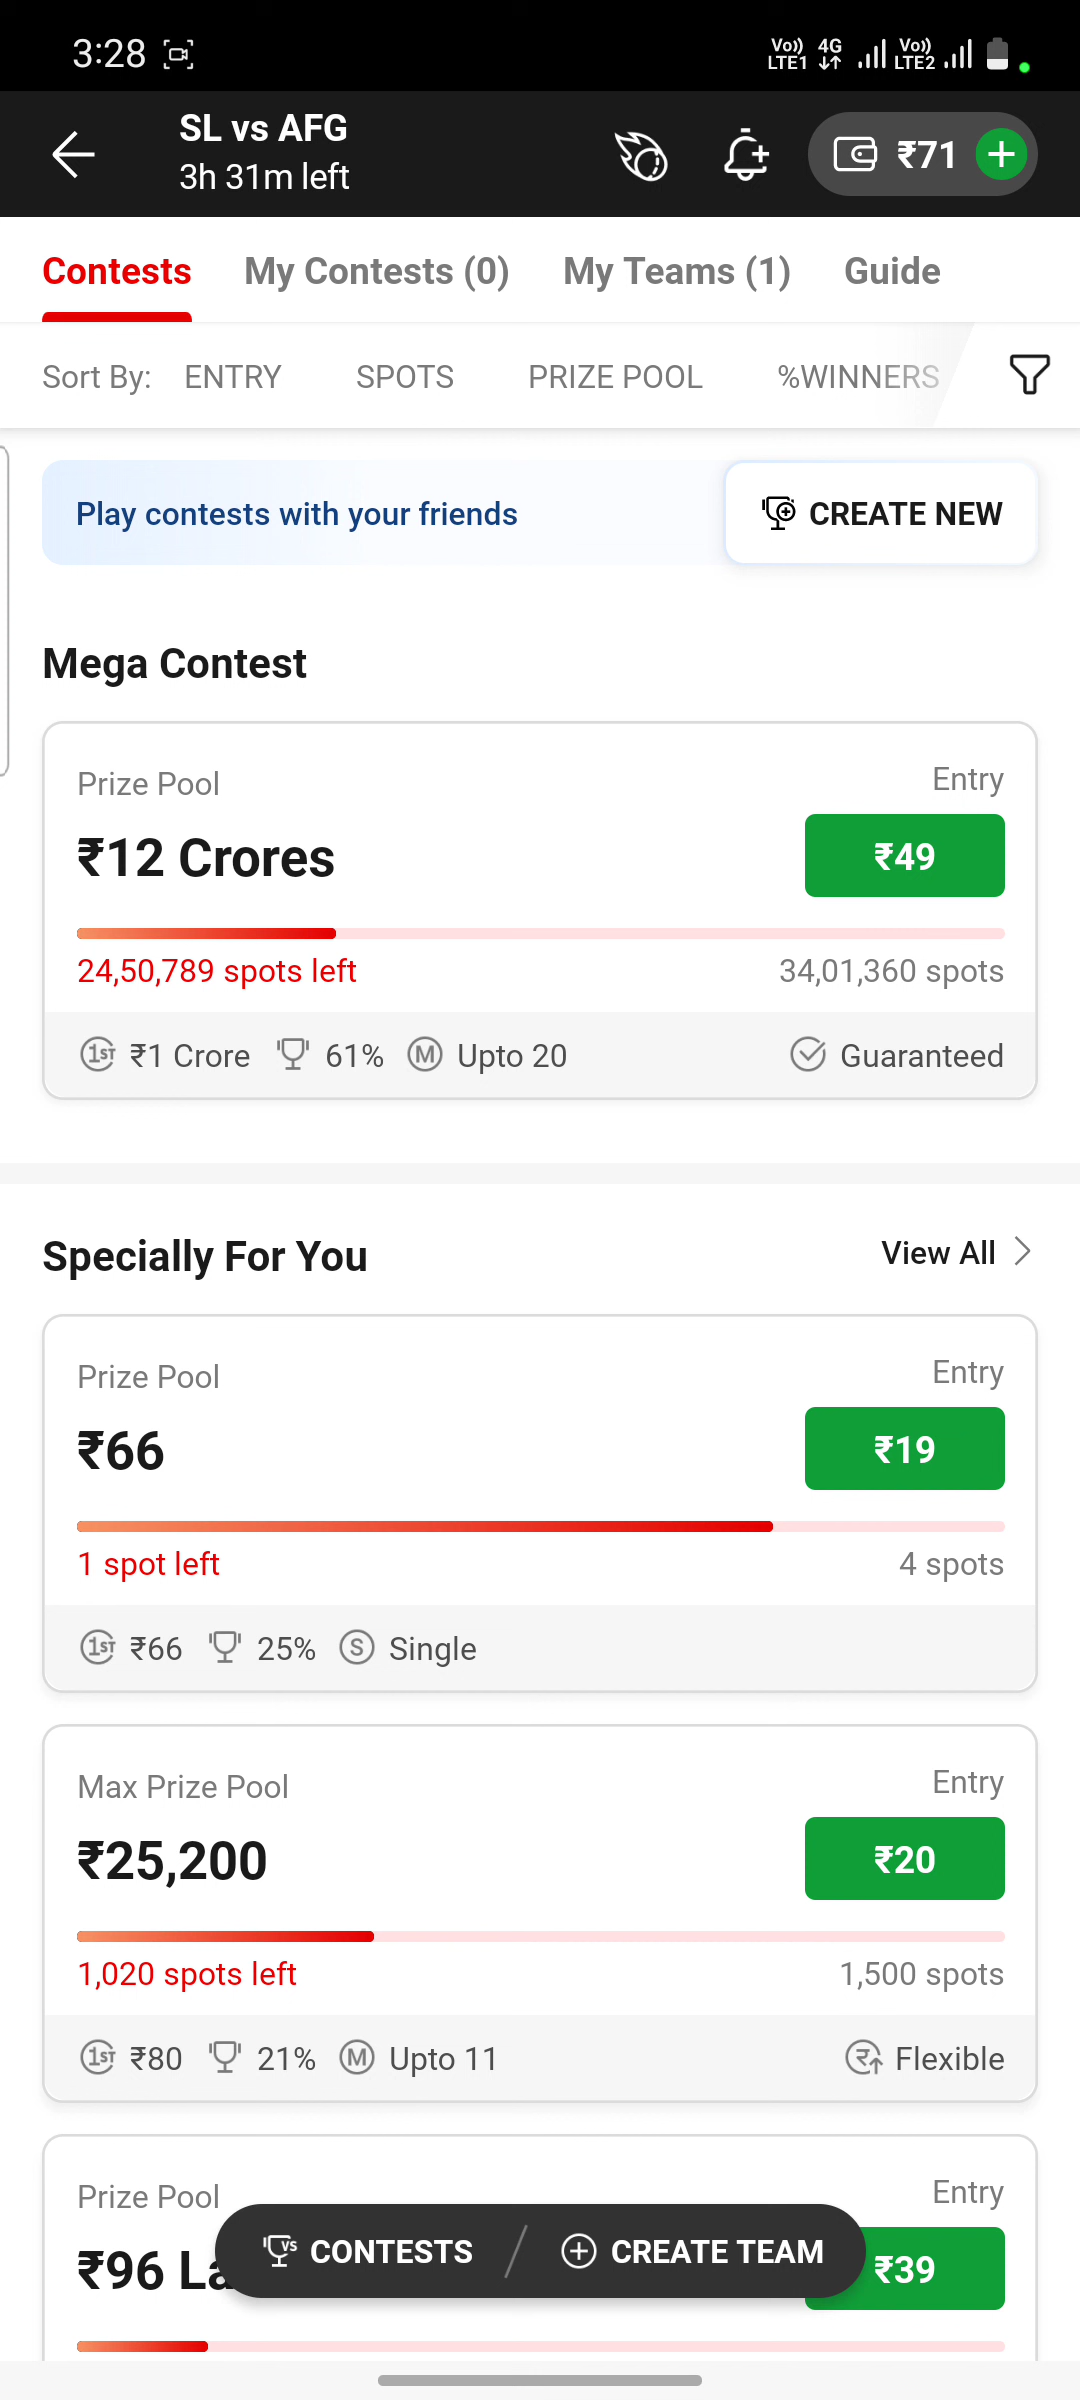 3:28 Vo)) LTE1 4G Vo)) LTE2
SL vs AFG
3h 31m left
₹71
Contests My Contests (0) My Teams (1) Guide
Sort By: ENTRY SPOTS PRIZE POOL %WINNERS
Play contests with your friends CREATE NEW
Mega Contest
Prize Pool Entry
₹12 Crores ₹49
24,50,789 spots left 34,01,360 spots
1ST ₹1 Crore 61% M Upto 20 Guaranteed
Specially For You View All
Prize Pool Entry
₹66 ₹19
1 spot left 4 spots
1ST ₹66 25% S Single
Max Prize Pool Entry
₹25,200 ₹20
1,020 spots left 1,500 spots
1ST ₹80 21% M Upto 11 Flexible
Prize Pool Entry
₹96 ₹39
VS CONTESTS CREATE TEAM